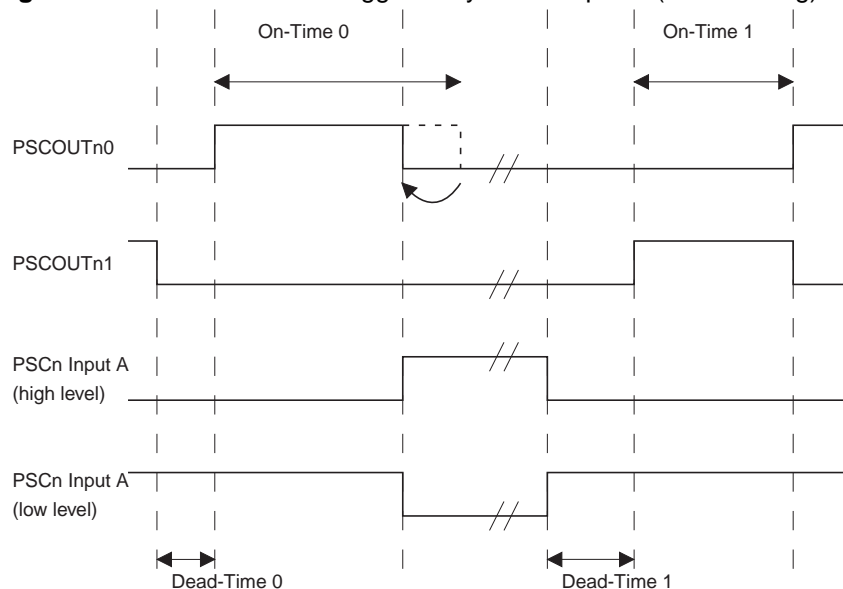 On-Time 0
On-Time 1
PSCOUTn0
PSCOUTn1
PSCn Input A
(high level)
PSCn Input A
(low level)
Dead-Time 0
Dead-Time 1